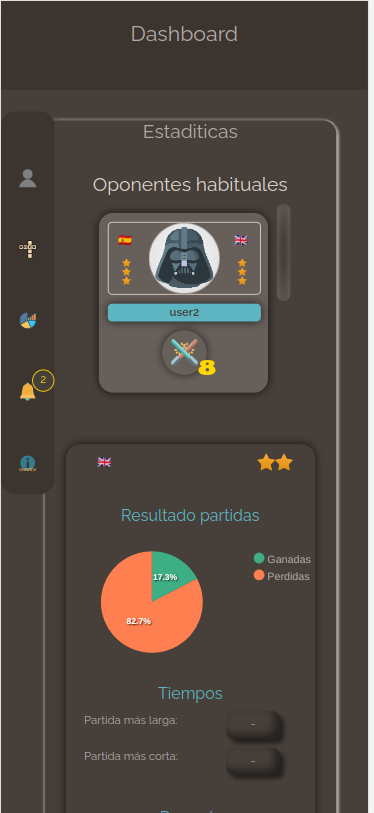 Dashboard
Estaditicas
Oponentes habituales
user2
8
2
Resultado partidas
17.3%
82.7%
Ganadas
Perdidas
Tiempos
Partida más larga:
-
Partida más corta:
-